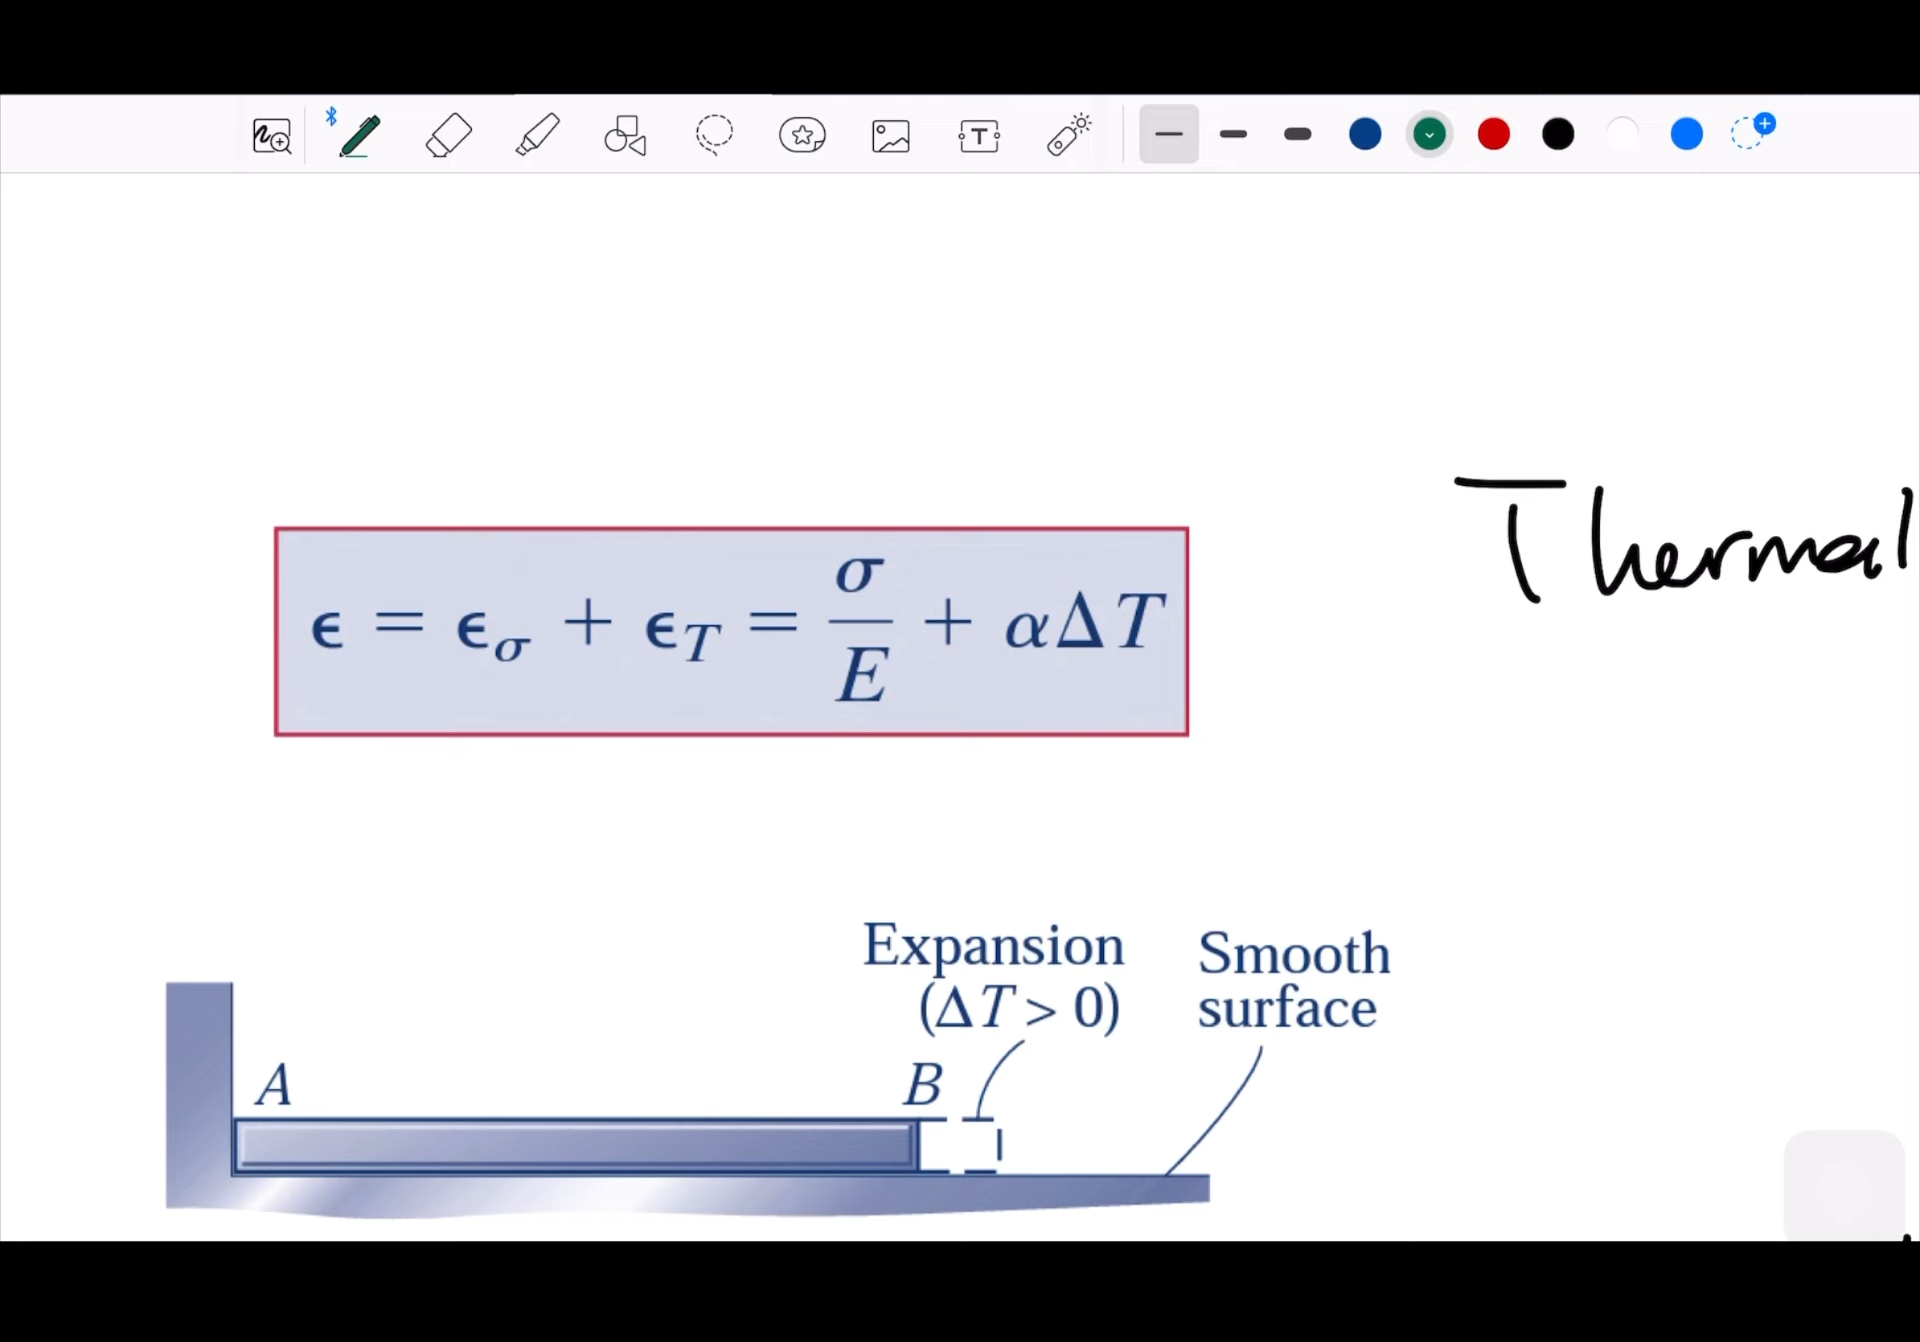 Thermal
ϵ = ϵ_σ + ϵ_T = σ/E + αΔT
Expansion
(ΔT > 0)
Smooth
surface
A
B